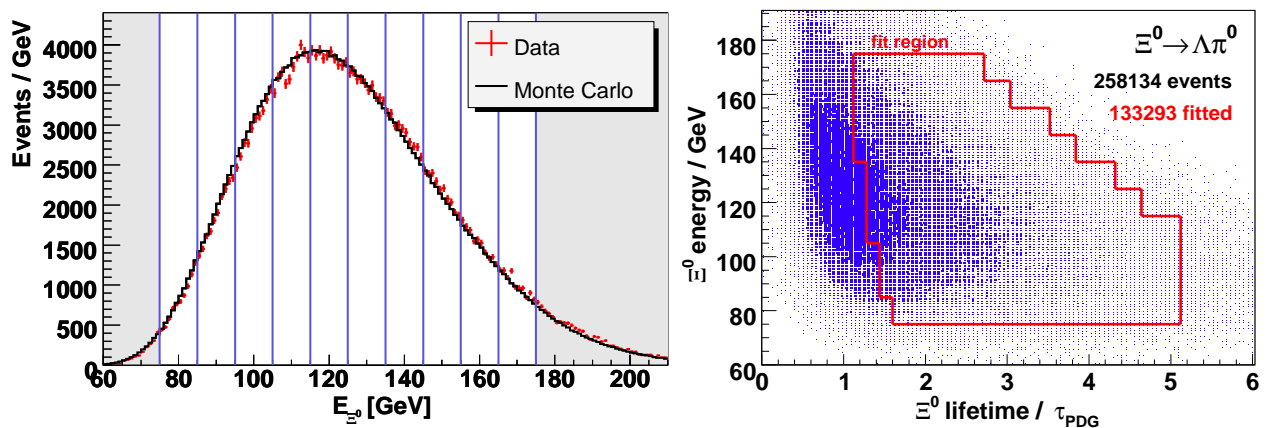 Events / GeV
4000
3500
3000
2500
2000
1500
1000
500
0
Data
Monte Carlo
60 80 100 120 140 160 180 200
E_Ξ⁰ [GeV]
Ξ⁰ energy / GeV
180
160
140
120
100
80
60
fit region
Ξ⁰→Λπ⁰
258134 events
133293 fitted
0 1 2 3 4 5 6
Ξ⁰ lifetime / τ_PDG